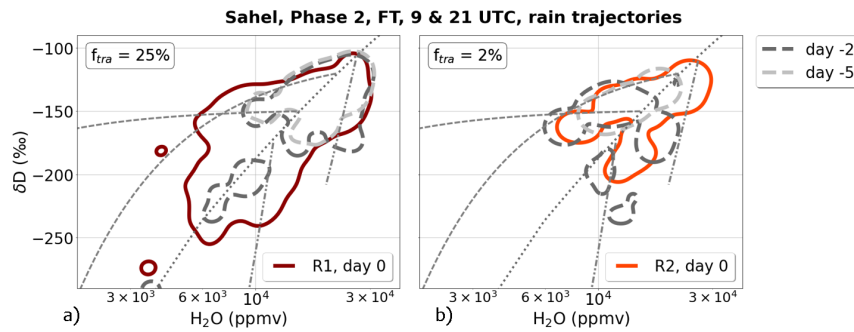 Sahel, Phase 2, FT, 9 & 21 UTC, rain trajectories
f_tra = 25%
f_tra = 2%
day -2
day -5
−100
−150
−200
−250
δD (‰)
R1, day 0
R2, day 0
3 × 10³
6 × 10³
10⁴
3 × 10⁴
3 × 10³
6 × 10³
10⁴
3 × 10⁴
a)
H₂O (ppmv)
b)
H₂O (ppmv)